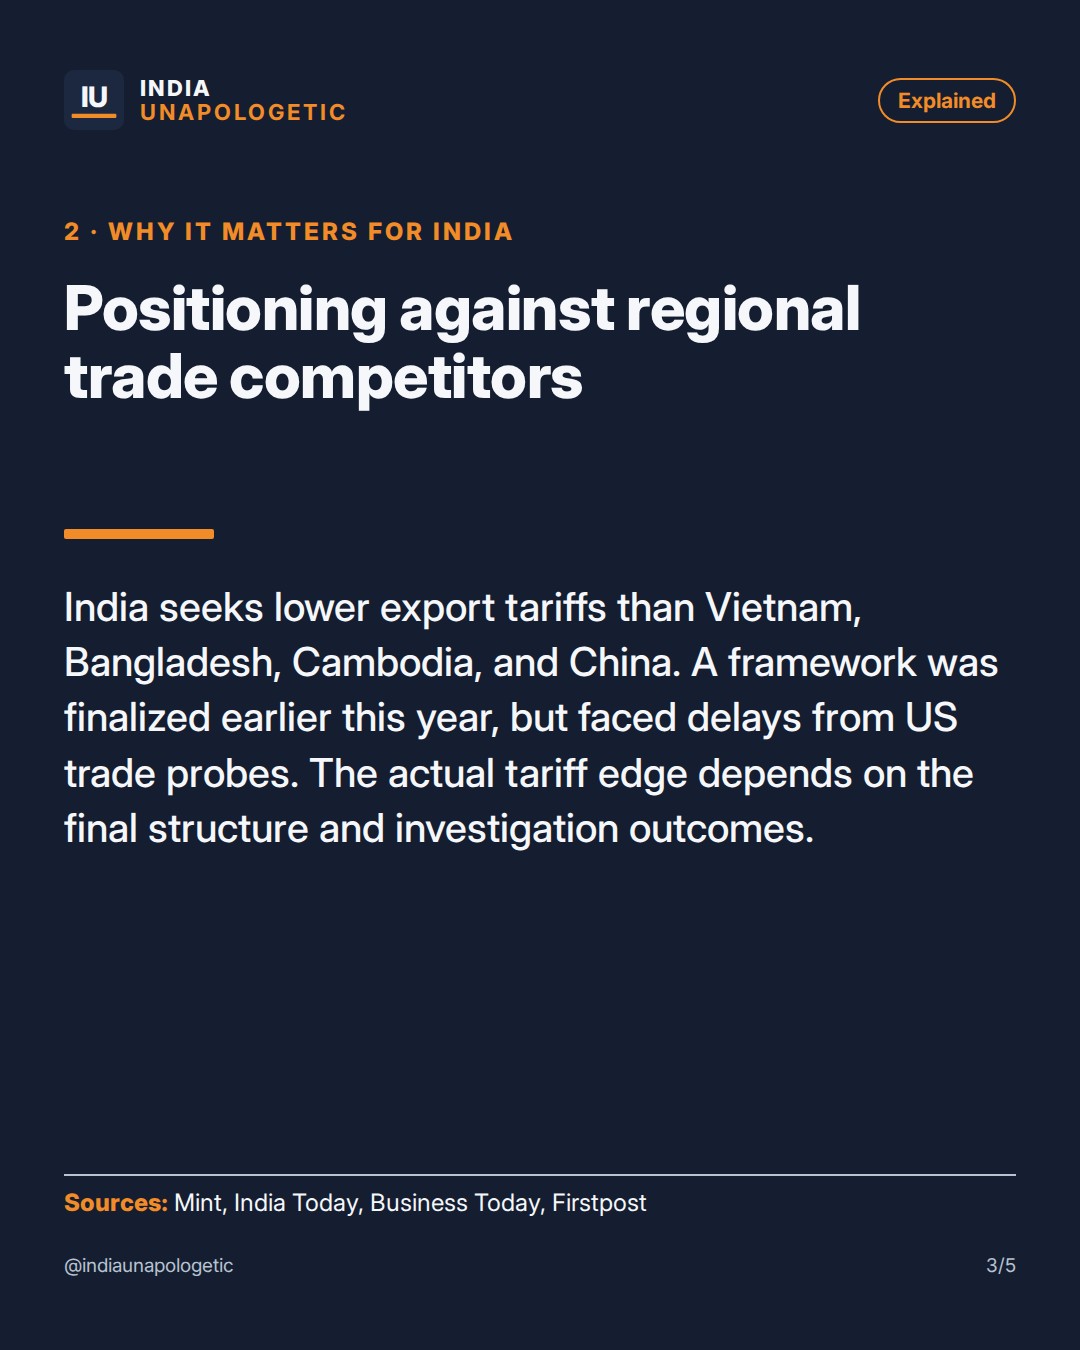 IU
INDIA
UNAPOLOGETIC
Explained
2 · WHY IT MATTERS FOR INDIA
Positioning against regional
trade competitors
India seeks lower export tariffs than Vietnam,
Bangladesh, Cambodia, and China. A framework was
finalized earlier this year, but faced delays from US
trade probes. The actual tariff edge depends on the
final structure and investigation outcomes.
Sources: Mint, India Today, Business Today, Firstpost
@indiaunapologetic
3/5